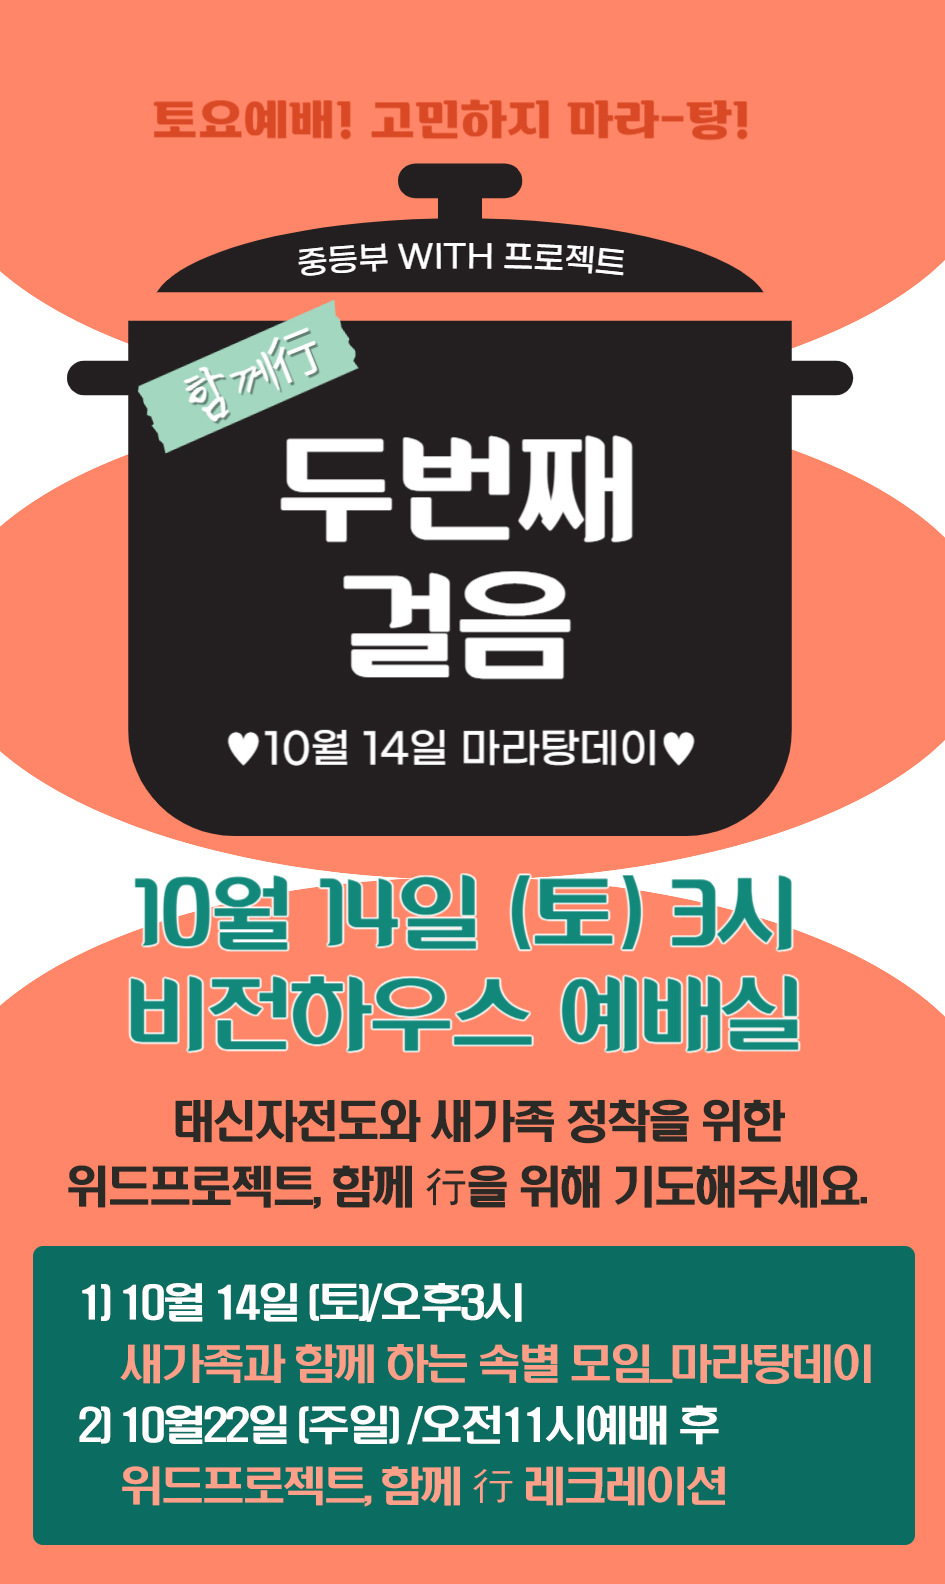 토요예배! 고민하지 마라-탕!
중등부 WITH 프로젝트
함께行
두번째
걸음
♥10월 14일 마라탕데이♥
10월 14일 (토) 3시
비전하우스 예배실
태신자전도와 새가족 정착을 위한
위드프로젝트, 함께 行을 위해 기도해주세요.
1) 10월 14일 (토)/오후3시
새가족과 함께 하는 속별 모임_마라탕데이
2) 10월22일 (주일) /오전11시예배 후
위드프로젝트, 함께 行 레크레이션